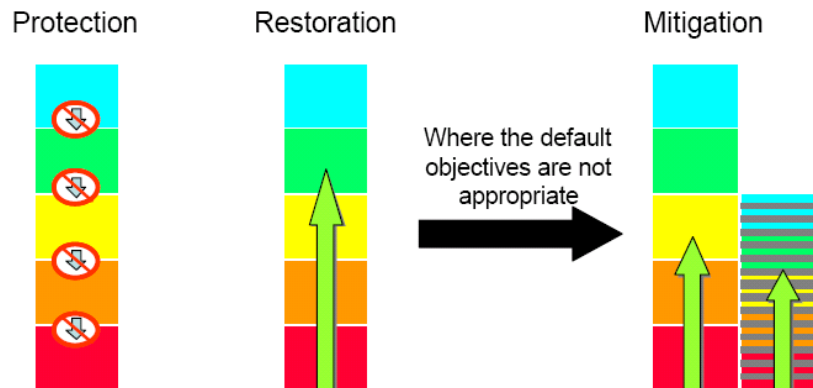 Protection
Restoration
Mitigation
Where the default
objectives are not
appropriate